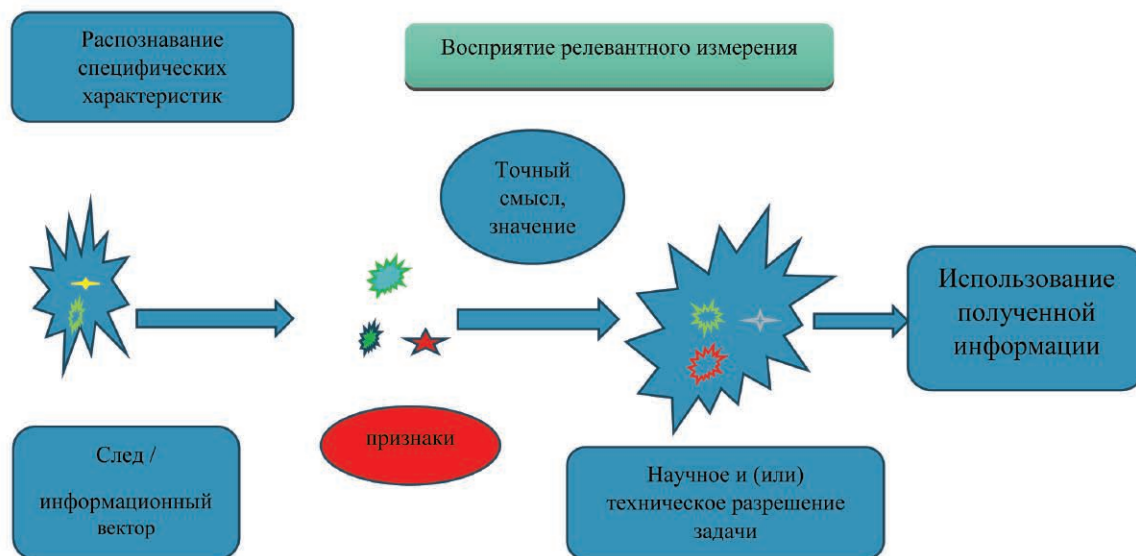 Распознавание
специфических
характеристик
Восприятие релевантного измерения
Точный
смысл,
значение
Использование
полученной
информации
признаки
След /
информационный
вектор
Научное и (или)
техническое разрешение
задачи